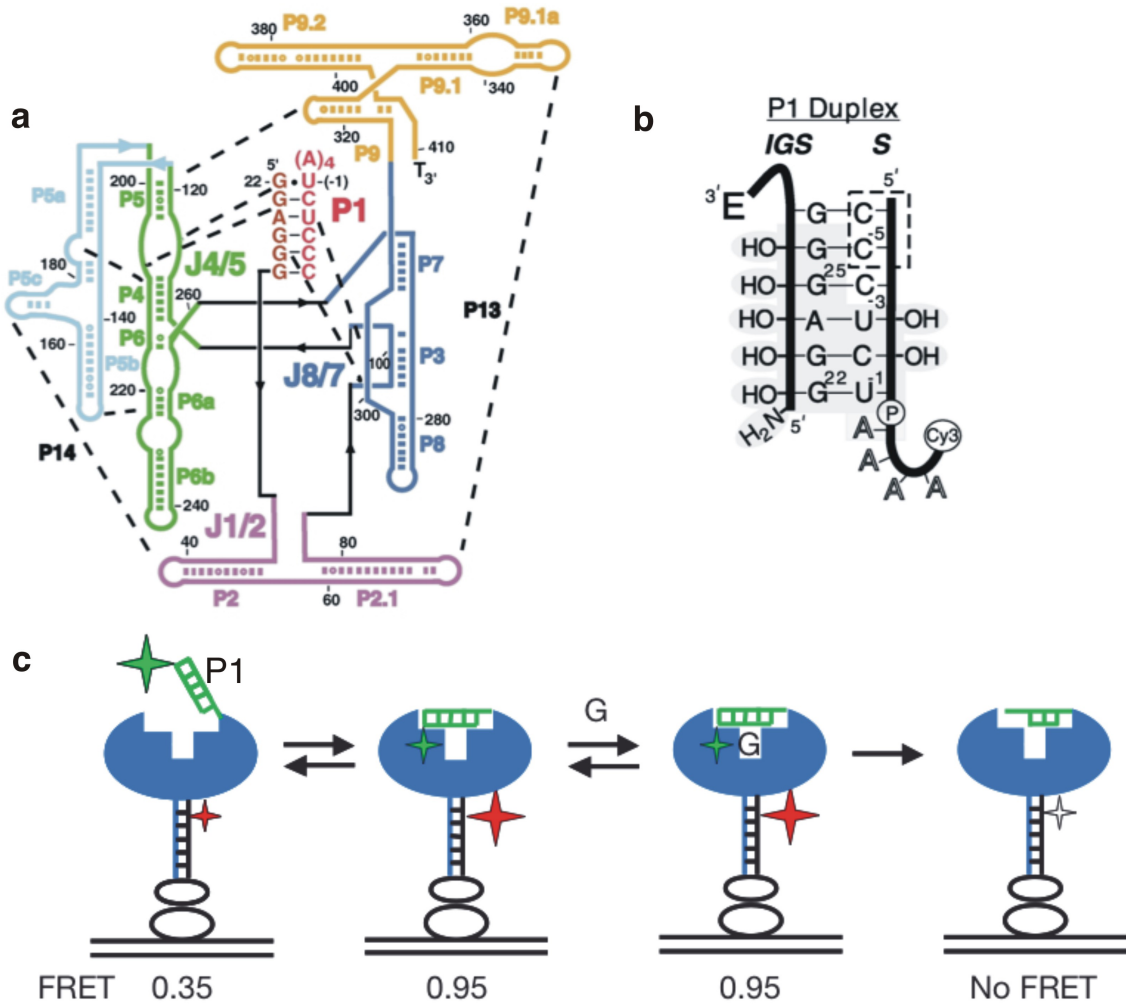 a
380
P9.2
360
P9.1a
400
P9.1
340
320
P9
410
T3'
(A)4
5'
22
G
U
(-1)
G
C
A
U
G
C
G
C
G
C
P1
P5a
200
P5
120
J4/5
P5c
180
P4
260
140
P6
160
P5b
220
P6a
P14
P6b
240
P7
P13
P3
100
J8/7
300
280
P8
J1/2
40
80
P2
60
P2.1
b
P1 Duplex
IGS S
5'
3'E
G C
HO G C -5
HO G 25 C
-3
HO A U OH
HO G C OH
HO G 22 U -1
H2N 5' P
A
A
A A
Cy3
c
P1
G
G
FRET 0.35 0.95 0.95 No FRET